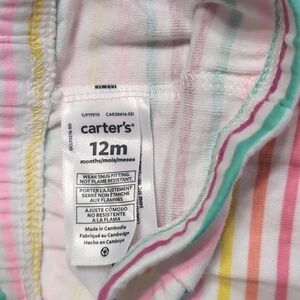 carter's®
12m
months/mois/meses
WEAR SNUG FITTING,
NOT FLAME RESISTANT.
PORTER L'AJUSTEMENT
SERRÉ NON ÉTANCHE
AUX FLAMMES
AJUSTE CÓMODO
NO RESISTENTE
A LA FLAMA
Made in Cambodia
Fabriqué au Cambodge
Hecho en Camboya